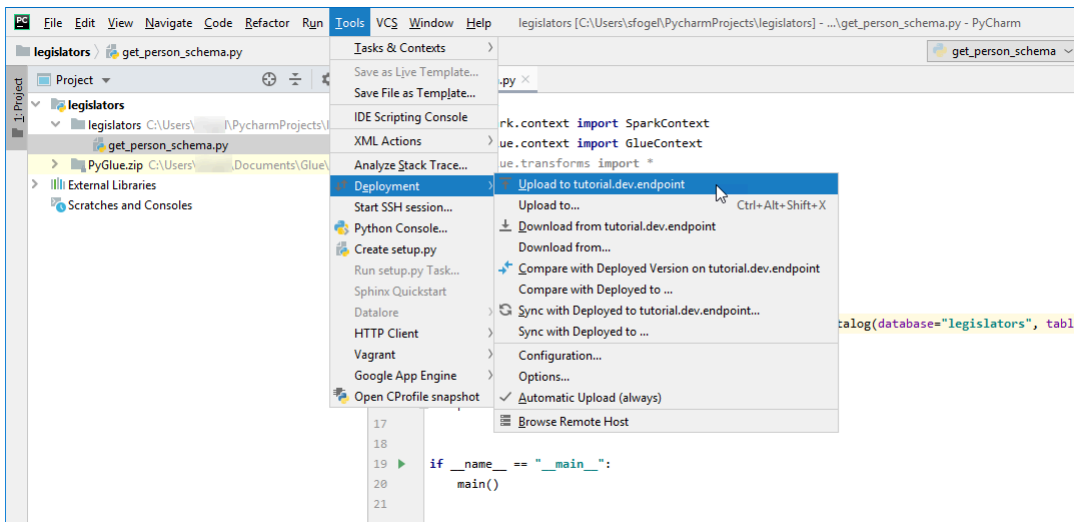 PC File Edit View Navigate Code Refactor Run Tools VCS Window Help legislators [C:\Users\sfogel\PycharmProjects\legislators] - ...\get_person_schema.py - PyCharm
legislators get_person_schema.py get_person_schema
1: Project
Project
.py
legislators
legislators C:\Users\ \PycharmProjects\l
get_person_schema.py
PyGlue.zip C:\Users\ \Documents\Glue\
External Libraries
Scratches and Consoles
Tasks & Contexts
Save as Live Template...
Save File as Template...
IDE Scripting Console
XML Actions
Analyze Stack Trace...
Deployment
Start SSH session...
Python Console...
Create setup.py
Run setup.py Task...
Sphinx Quickstart
Datalore
HTTP Client
Vagrant
Google App Engine
Open CProfile snapshot
Upload to tutorial.dev.endpoint
Upload to... Ctrl+Alt+Shift+X
Download from tutorial.dev.endpoint
Download from...
Compare with Deployed Version on tutorial.dev.endpoint
Compare with Deployed to ...
Sync with Deployed to tutorial.dev.endpoint...
Sync with Deployed to ...
Configuration...
Options...
Automatic Upload (always)
Browse Remote Host
rk.context import SparkContext
ue.context import GlueContext
ue.transforms import *
talog(database="legislators", tabl
17
18
19 if __name__ == "__main__":
20 main()
21